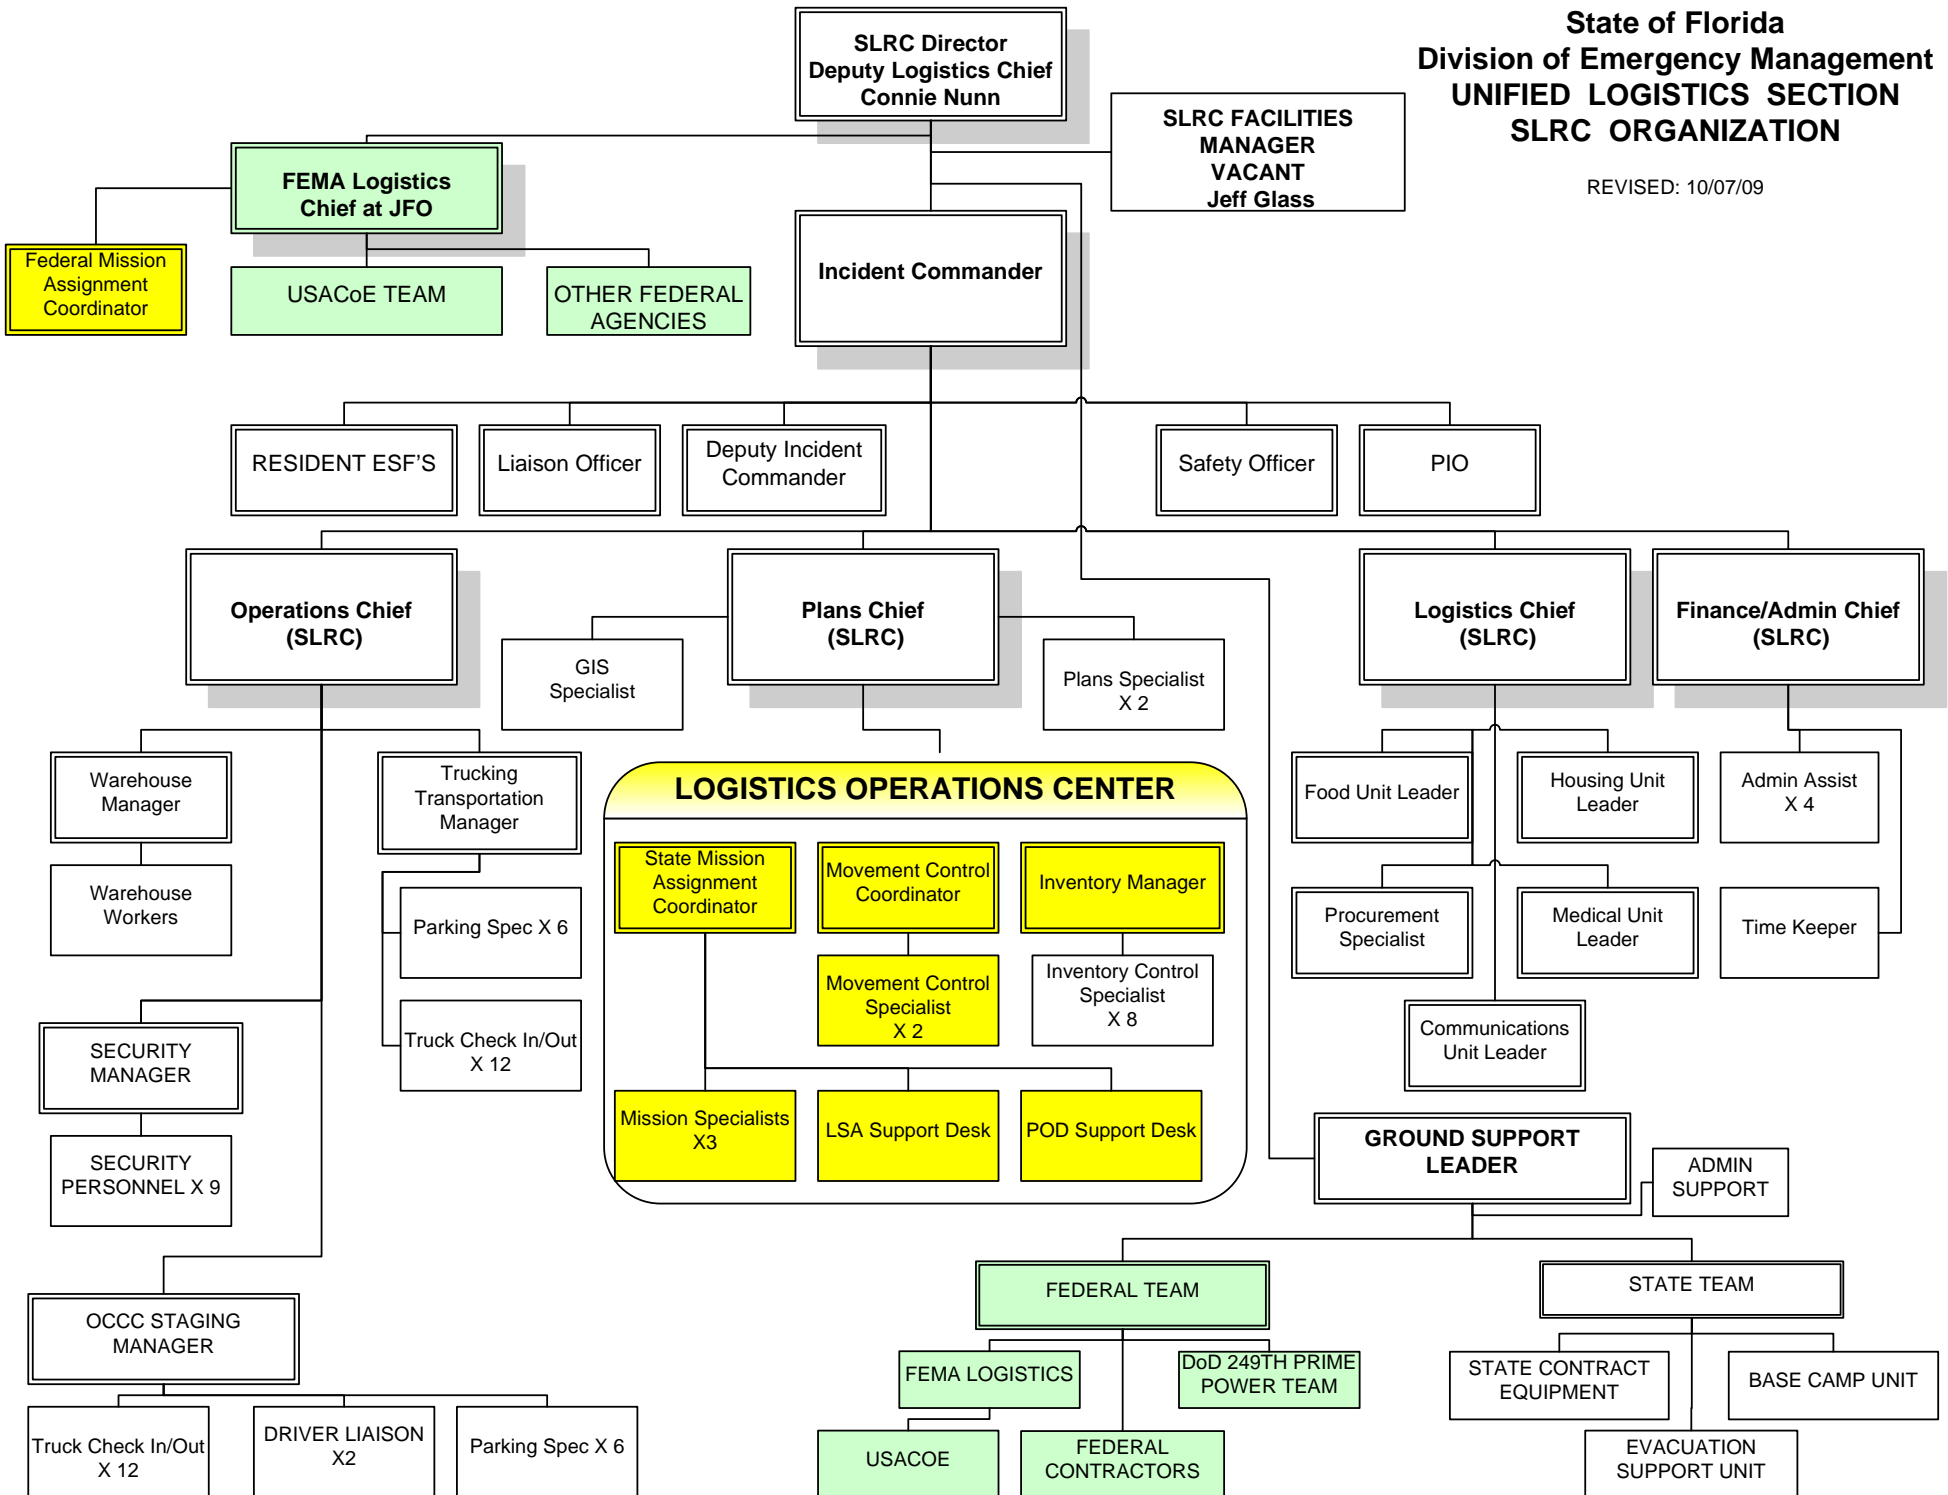 State of Florida
Division of Emergency Management
UNIFIED LOGISTICS SECTION
SLRC ORGANIZATION
REVISED: 10/07/09
SLRC Director
Deputy Logistics Chief
Connie Nunn
SLRC FACILITIES
MANAGER
VACANT
Jeff Glass
FEMA Logistics
Chief at JFO
Federal Mission
Assignment
Coordinator
USACoE TEAM
OTHER FEDERAL
AGENCIES
Incident Commander
RESIDENT ESF'S
Liaison Officer
Deputy Incident
Commander
Safety Officer
PIO
Operations Chief
(SLRC)
Plans Chief
(SLRC)
Logistics Chief
(SLRC)
Finance/Admin Chief
(SLRC)
GIS
Specialist
Plans Specialist
X 2
Warehouse
Manager
Warehouse
Workers
Trucking
Transportation
Manager
Parking Spec X 6
Truck Check In/Out
X 12
SECURITY
MANAGER
SECURITY
PERSONNEL X 9
LOGISTICS OPERATIONS CENTER
State Mission
Assignment
Coordinator
Movement Control
Coordinator
Inventory Manager
Movement Control
Specialist
X 2
Inventory Control
Specialist
X 8
Mission Specialists
X3
LSA Support Desk
POD Support Desk
Food Unit Leader
Housing Unit
Leader
Procurement
Specialist
Medical Unit
Leader
Communications
Unit Leader
Admin Assist
X 4
Time Keeper
GROUND SUPPORT
LEADER
ADMIN
SUPPORT
OCCC STAGING
MANAGER
Truck Check In/Out
X 12
DRIVER LIAISON
X2
Parking Spec X 6
FEDERAL TEAM
FEMA LOGISTICS
DoD 249TH PRIME
POWER TEAM
USACOE
FEDERAL
CONTRACTORS
STATE TEAM
STATE CONTRACT
EQUIPMENT
BASE CAMP UNIT
EVACUATION
SUPPORT UNIT